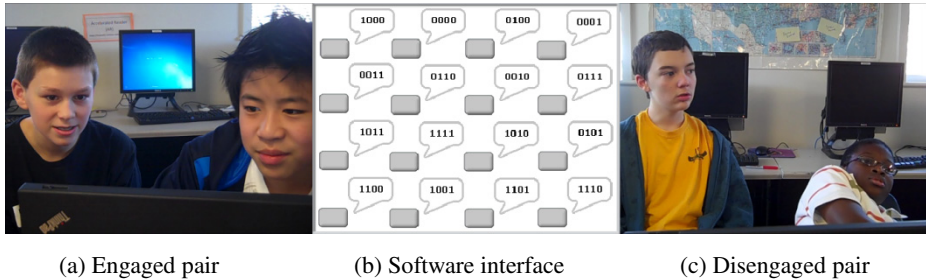 1000 0000 0100 0001
0011 0110 0010 0111
1011 1111 1010 0101
1100 1001 1101 1110
(a) Engaged pair (b) Software interface (c) Disengaged pair